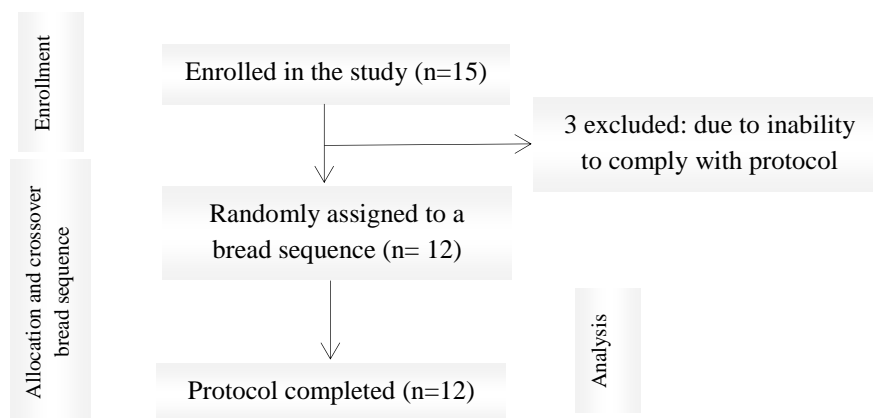 Enrollment
Enrolled in the study (n=15)
3 excluded: due to inability
to comply with protocol
Allocation and crossover
bread sequence
Randomly assigned to a
bread sequence (n= 12)
Protocol completed (n=12)
Analysis